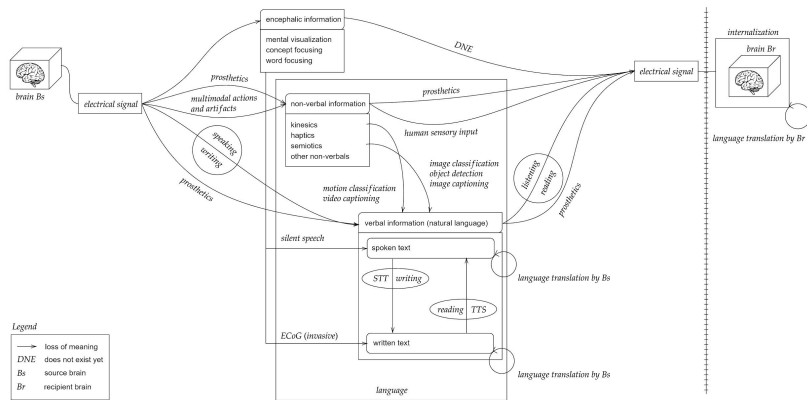 encephalic information
mental visualization
concept focusing
word focusing
DNE
internalization
brain Br
brain Bs
electrical signal
electrical signal
prosthetics
multimodal actions
and artifacts
non-verbal information
kinesics
haptics
semiotics
other non-verbals
prosthetics
human sensory input
language translation by Br
speaking
writing
listening
reading
image classification
object detection
image captioning
motion classification
video captioning
prosthetics
prosthetics
verbal information (natural language)
silent speech
spoken text
STT writing
language translation by Bs
reading TTS
ECoG (invasive)
written text
language translation by Bs
language
Legend
loss of meaning
DNE does not exist yet
Bs source brain
Br recipient brain